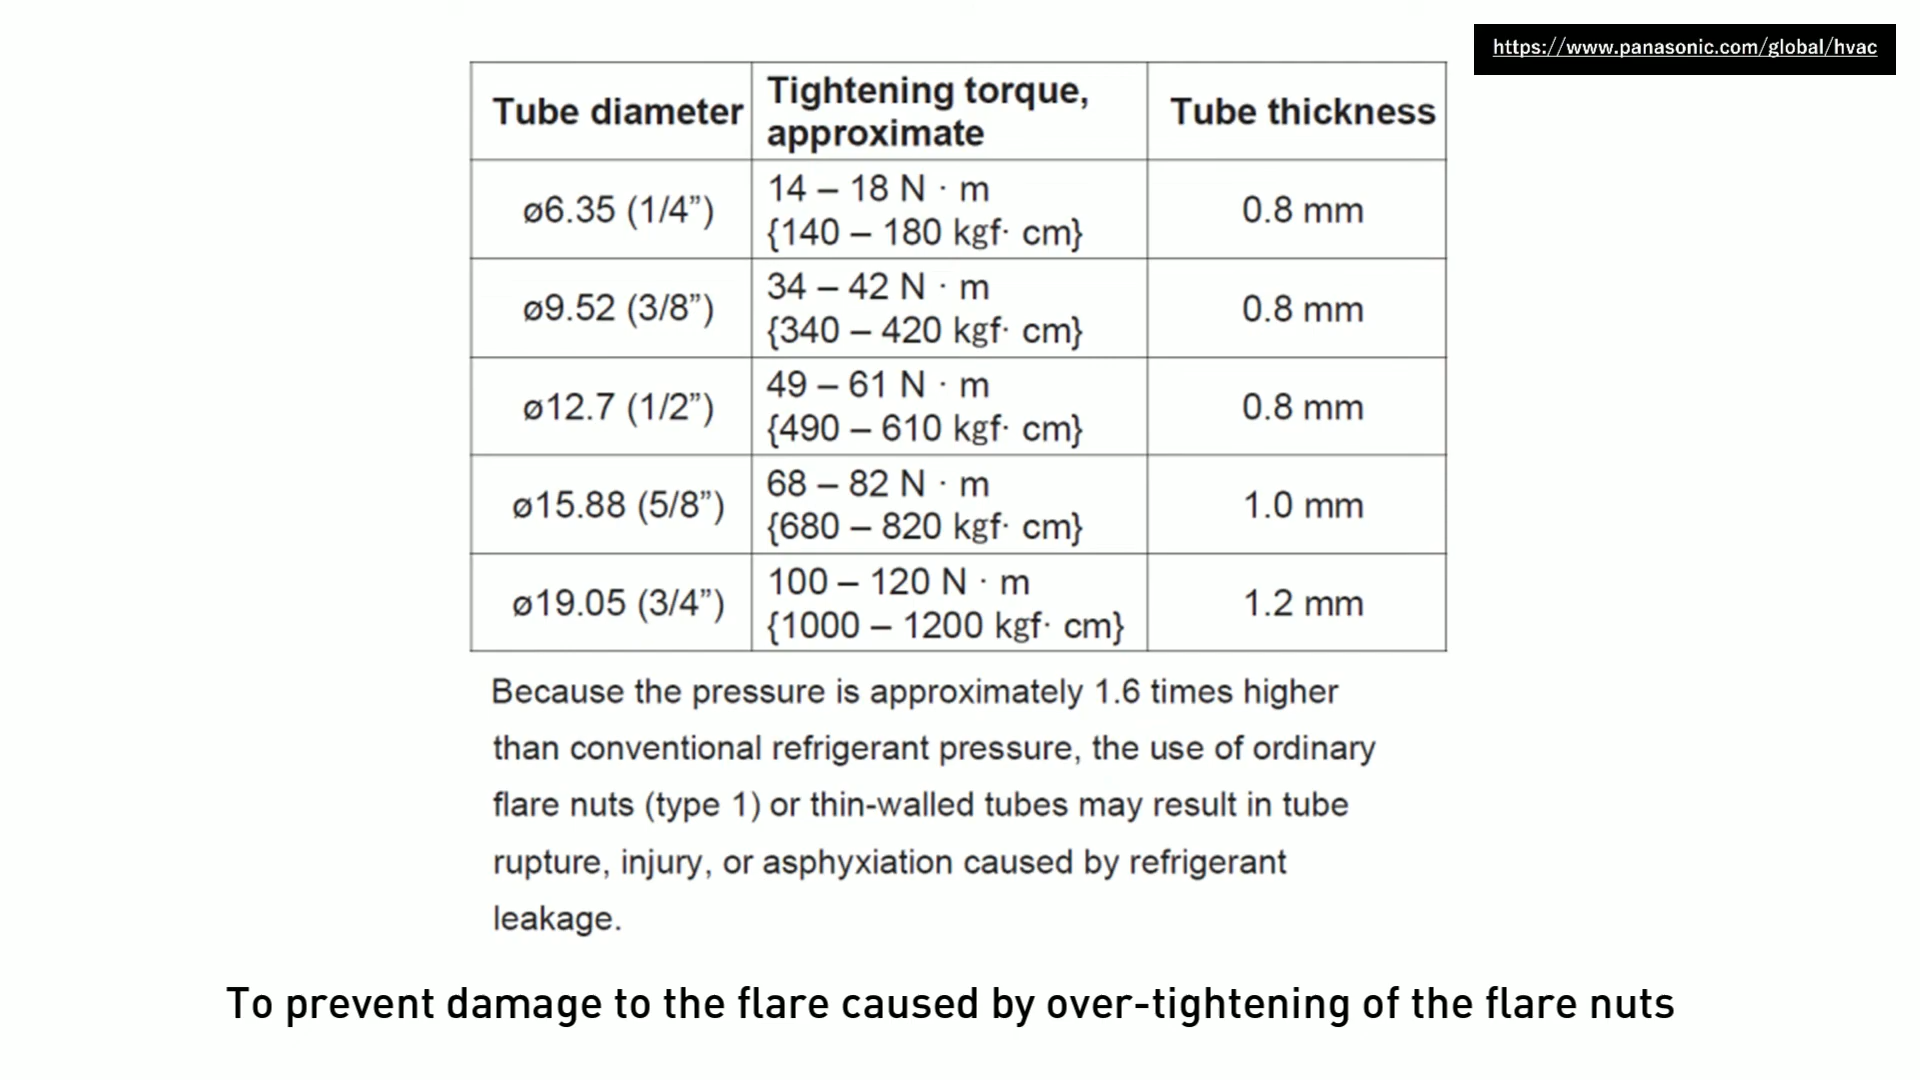 https://www.panasonic.com/global/hvac
Tube diameter
Tightening torque,
approximate
Tube thickness
ø6.35 (1/4”)
14 – 18 N · m
{140 – 180 kgf· cm}
0.8 mm
ø9.52 (3/8”)
34 – 42 N · m
{340 – 420 kgf· cm}
0.8 mm
ø12.7 (1/2”)
49 – 61 N · m
{490 – 610 kgf· cm}
0.8 mm
ø15.88 (5/8”)
68 – 82 N · m
{680 – 820 kgf· cm}
1.0 mm
ø19.05 (3/4”)
100 – 120 N · m
{1000 – 1200 kgf· cm}
1.2 mm
Because the pressure is approximately 1.6 times higher
than conventional refrigerant pressure, the use of ordinary
flare nuts (type 1) or thin-walled tubes may result in tube
rupture, injury, or asphyxiation caused by refrigerant
leakage.
To prevent damage to the flare caused by over-tightening of the flare nuts